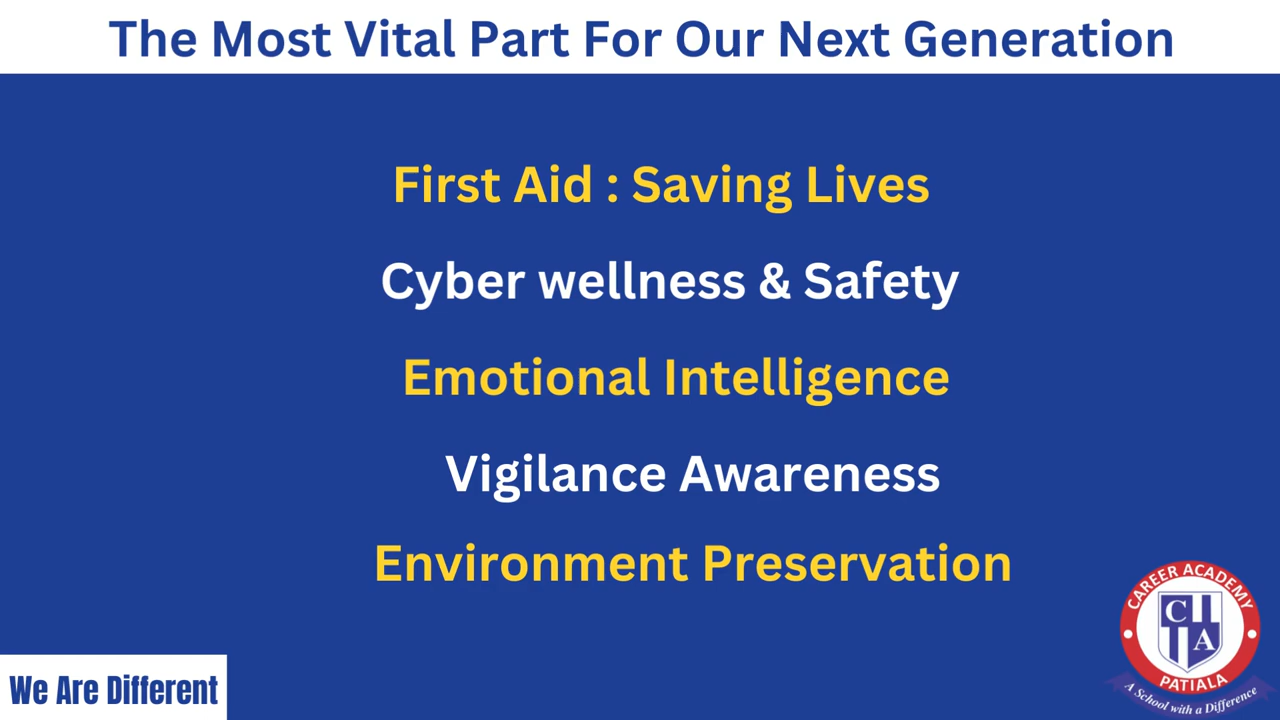 The Most Vital Part For Our Next Generation
First Aid : Saving Lives
Cyber wellness & Safety
Emotional Intelligence
Vigilance Awareness
Environment Preservation
We Are Different
CAREER ACADEMY
C
A
PATIALA
A School with a Difference